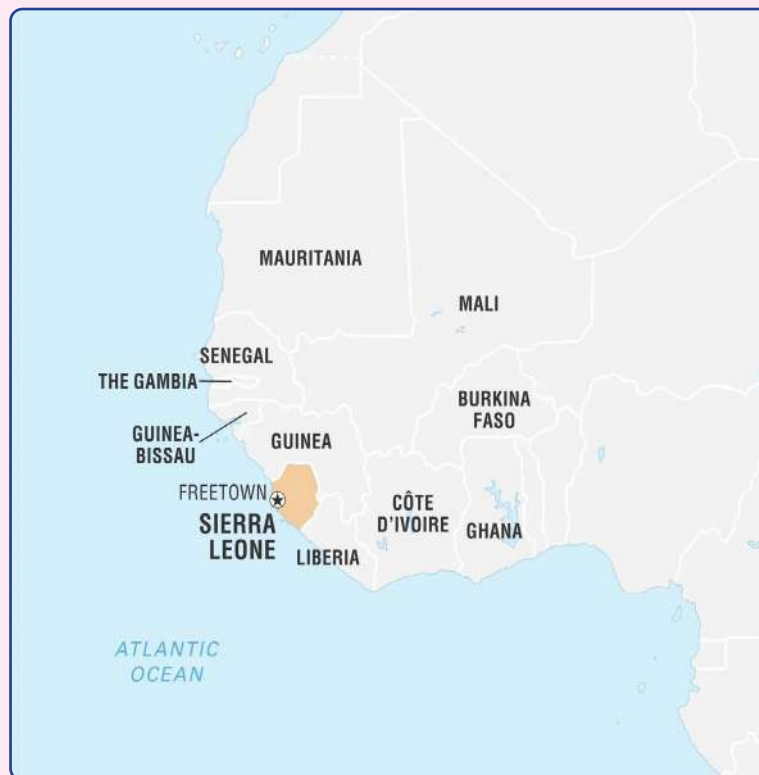 MAURITANIA
MALI
SENEGAL
THE GAMBIA
BURKINA
FASO
GUINEA-
BISSAU
GUINEA
FREETOWN
SIERRA
LEONE
CÔTE
D'IVOIRE
GHANA
LIBERIA
ATLANTIC
OCEAN